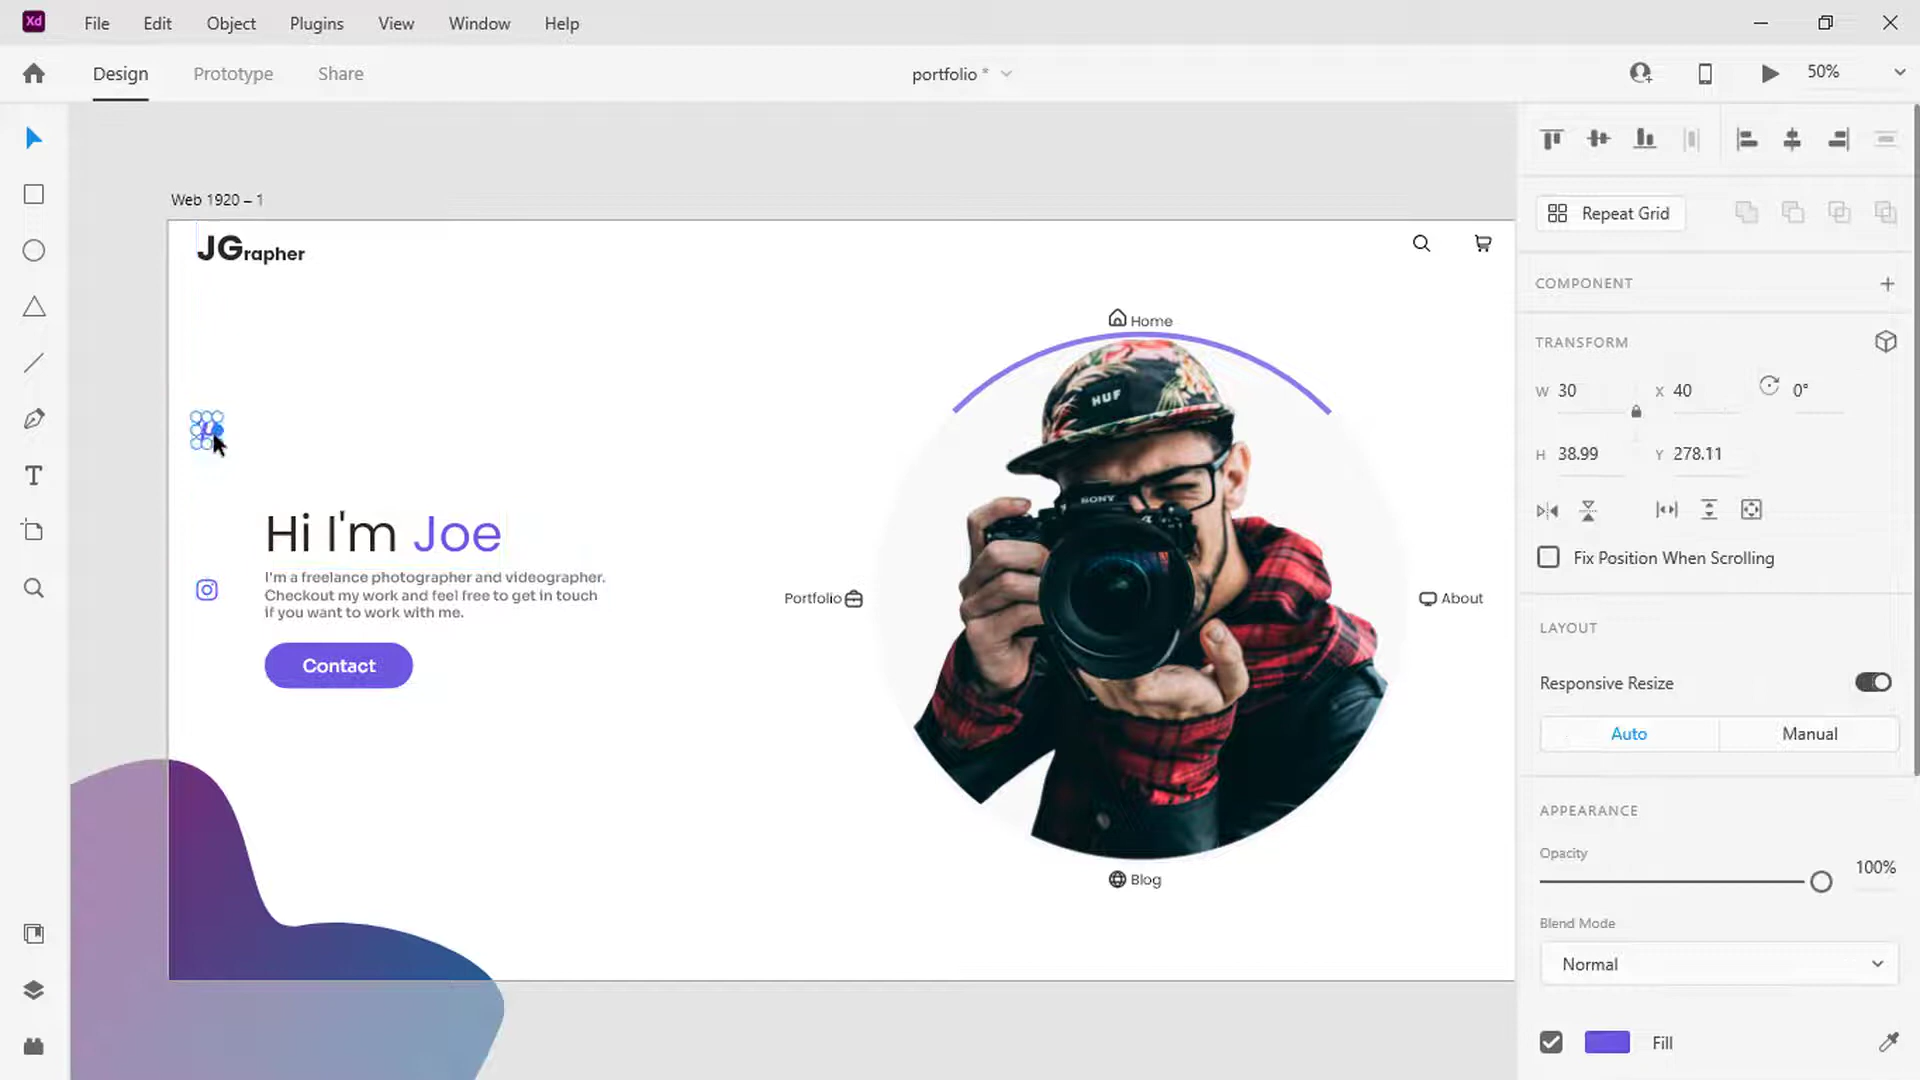 Xd File Edit Object Plugins View Window Help
Design Prototype Share portfolio * 50%
Web 1920 – 1
JGrapher
Home
HUF
SONY
Hi I'm Joe
I'm a freelance photographer and videographer.
Checkout my work and feel free to get in touch
if you want to work with me.
Contact
Portfolio
About
Blog
Repeat Grid
COMPONENT
TRANSFORM
W 30 X 40 0°
H 38.99 Y 278.11
Fix Position When Scrolling
LAYOUT
Responsive Resize
Auto Manual
APPEARANCE
Opacity
100%
Blend Mode
Normal
Fill